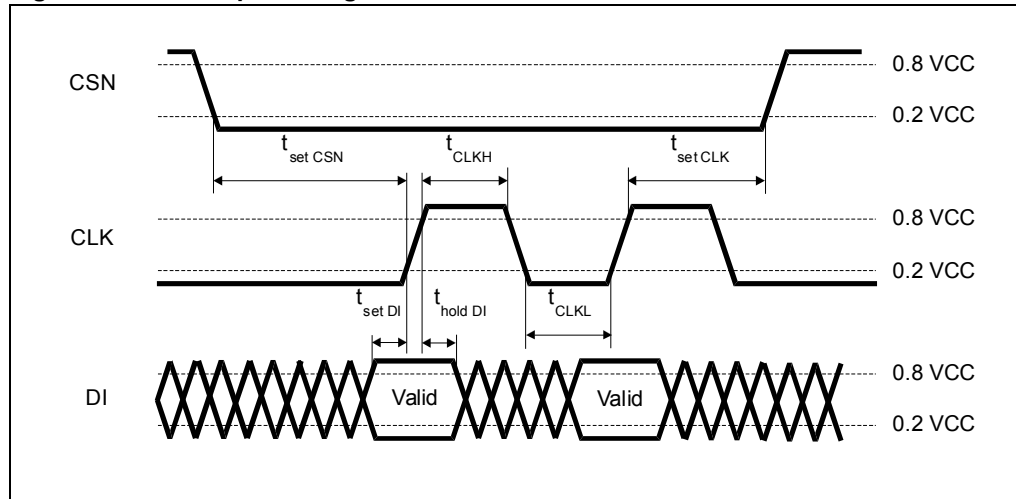 CSN
0.8 VCC
0.2 VCC
t set CSN
t CLKH
t set CLK
CLK
0.8 VCC
0.2 VCC
t set DI
t hold DI
t CLKL
DI
Valid
Valid
0.8 VCC
0.2 VCC